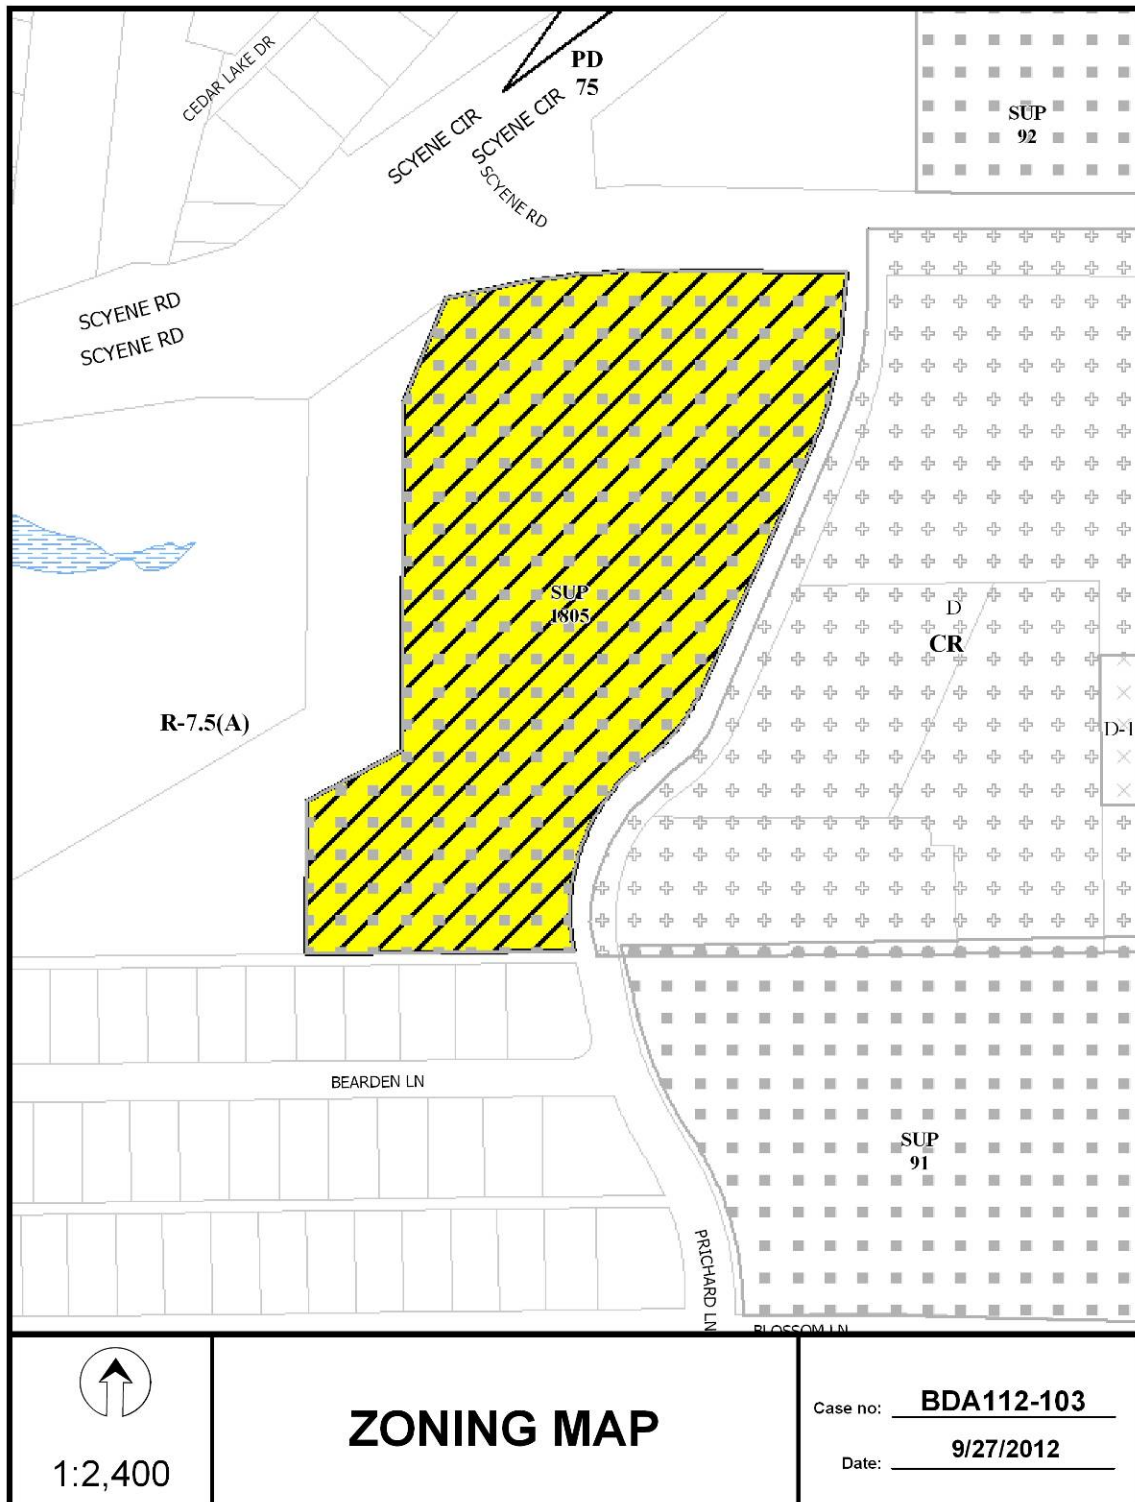 CEDAR LAKE DR
PD
75
SCYENE CIR
SCYENE CIR
SCYENE RD
SUP
92
SCYENE RD
SCYENE RD
SUP
1805
D
CR
R-7.5(A)
D-1
BEARDEN LN
SUP
91
PRICHARD LN
BLOSSOM LN
1:2,400
ZONING MAP
Case no: BDA112-103
Date: 9/27/2012